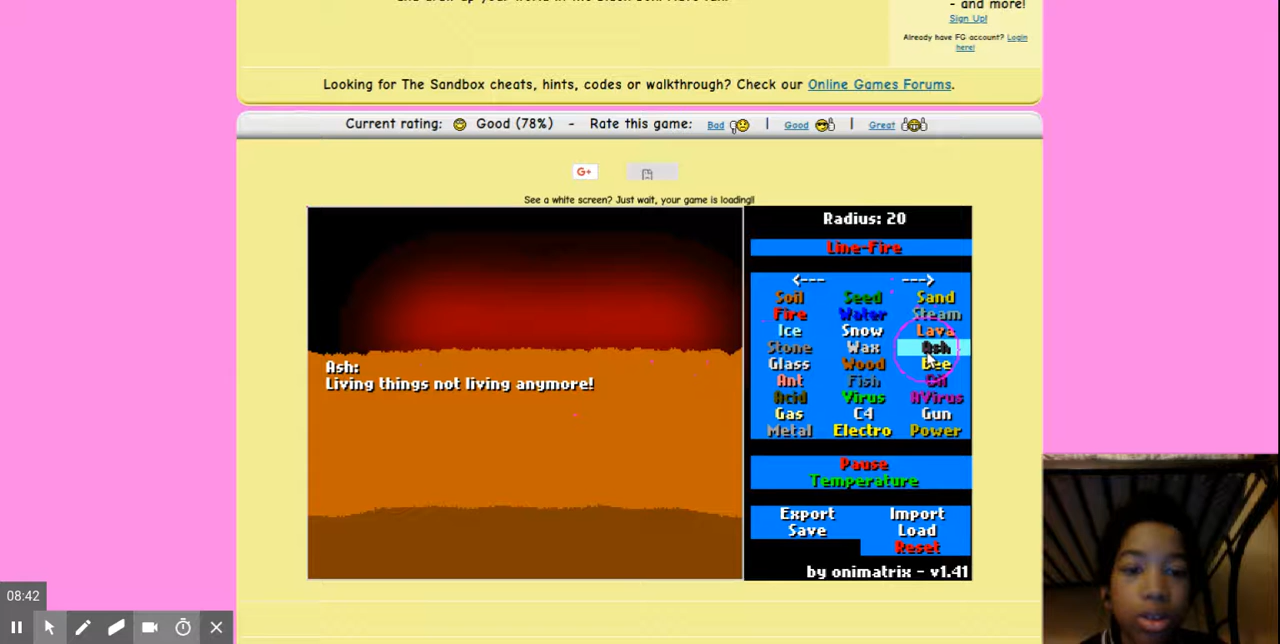 - and more!
Sign Up!
Already have FG account? Login
here!
Looking for The Sandbox cheats, hints, codes or walkthrough? Check our Online Games Forums.
Current rating: Good (78%) - Rate this game: Bad | Good | Great
G+
See a white screen? Just wait, your game is loading!
Radius: 20
Line-Fire
<--- --->
Soil Seed Sand
Fire Water Steam
Ice Snow Lava
Stone Wax Ash
Glass Wood Bee
Ant Fish
Acid Virus AVirus
Gas C4 Gun
Metal Electro Power
Ash:
Living things not living anymore!
Pause
Temperature
Export Import
Save Load
Reset
by onimatrix - v1.41
08:42